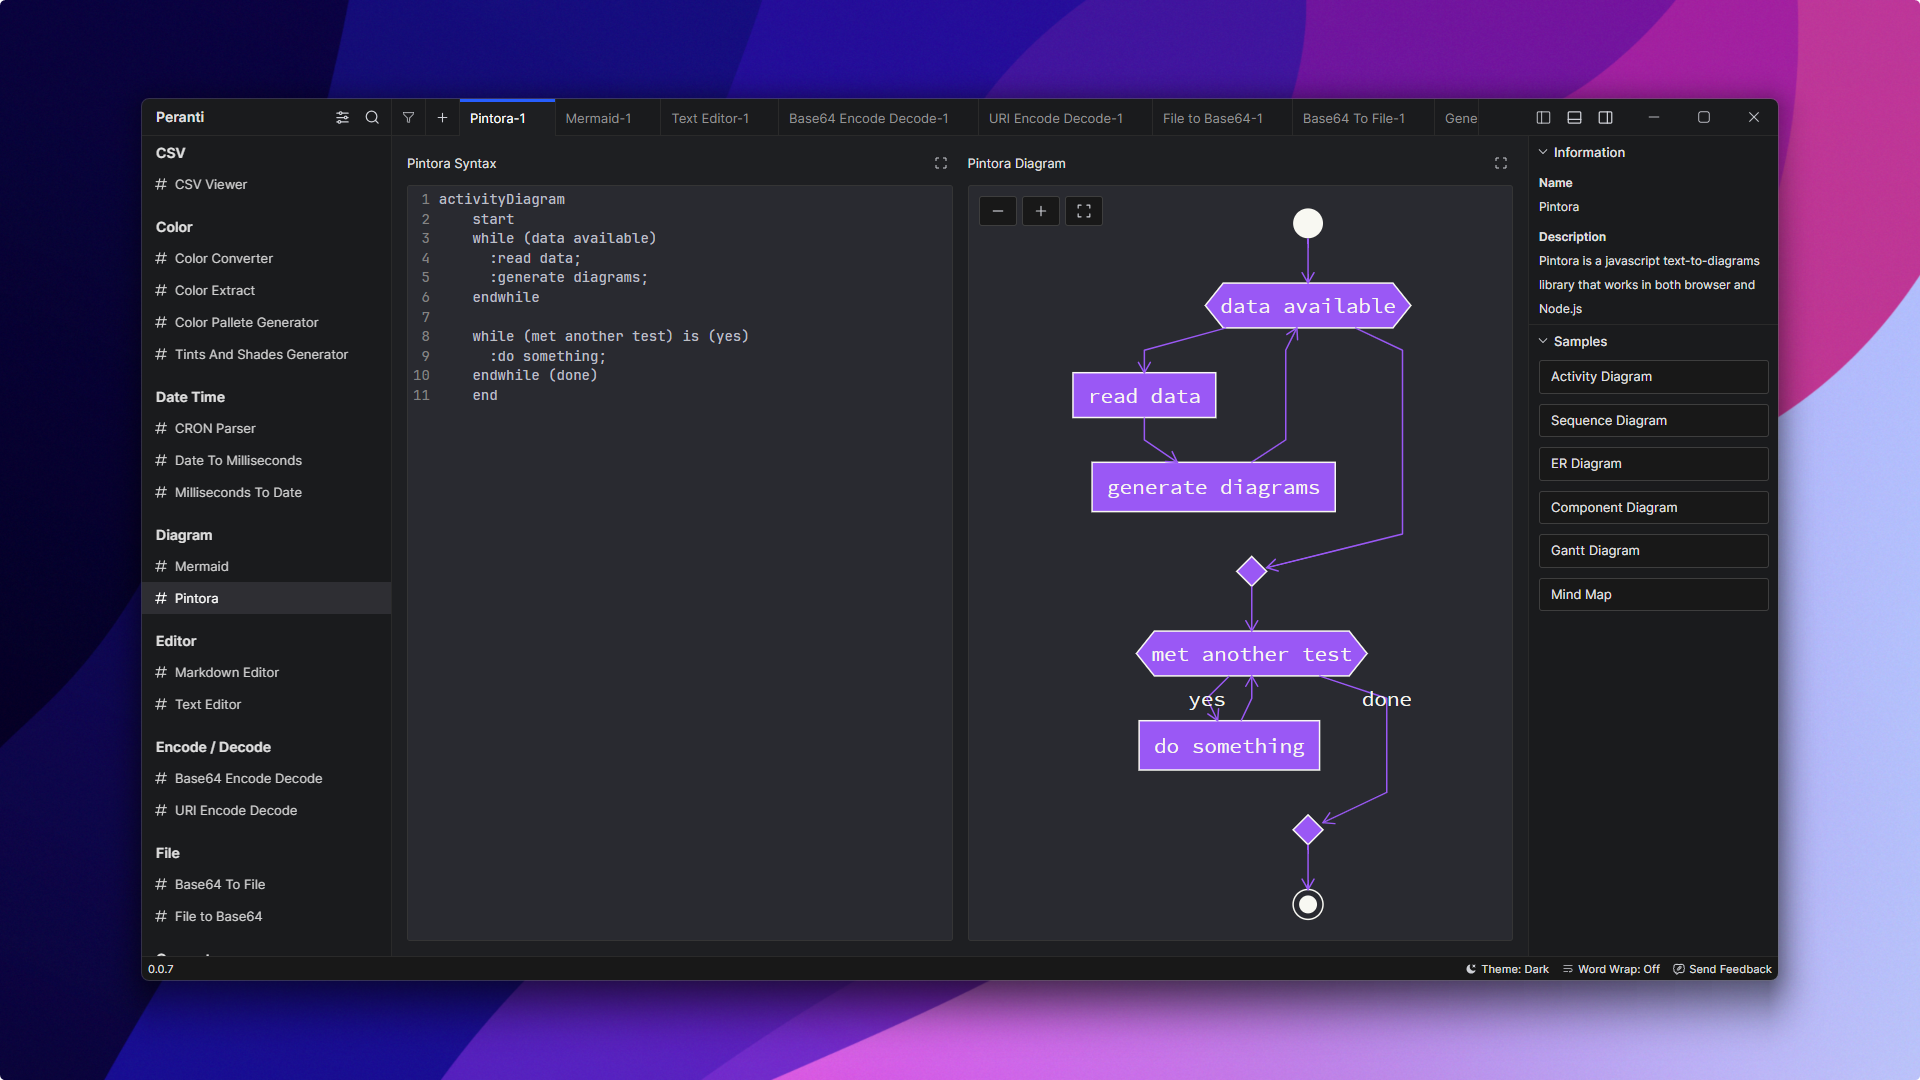 Peranti
CSV
# CSV Viewer
Color
# Color Converter
# Color Extract
# Color Pallete Generator
# Tints And Shades Generator
Date Time
# CRON Parser
# Date To Milliseconds
# Milliseconds To Date
Diagram
# Mermaid
# Pintora
Editor
# Markdown Editor
# Text Editor
Encode / Decode
# Base64 Encode Decode
# URI Encode Decode
File
# Base64 To File
# File to Base64
Pintora-1
Mermaid-1
Text Editor-1
Base64 Encode Decode-1
URI Encode Decode-1
File to Base64-1
Base64 To File-1
Gene
Pintora Syntax
1 activityDiagram
2 start
3 while (data available)
4 :read data;
5 :generate diagrams;
6 endwhile
7
8 while (met another test) is (yes)
9 :do something;
10 endwhile (done)
11 end
Pintora Diagram
data available
read data
generate diagrams
met another test
yes
done
do something
Information
Name
Pintora
Description
Pintora is a javascript text-to-diagrams
library that works in both browser and
Node.js
Samples
Activity Diagram
Sequence Diagram
ER Diagram
Component Diagram
Gantt Diagram
Mind Map
0.0.7
Theme: Dark
Word Wrap: Off
Send Feedback